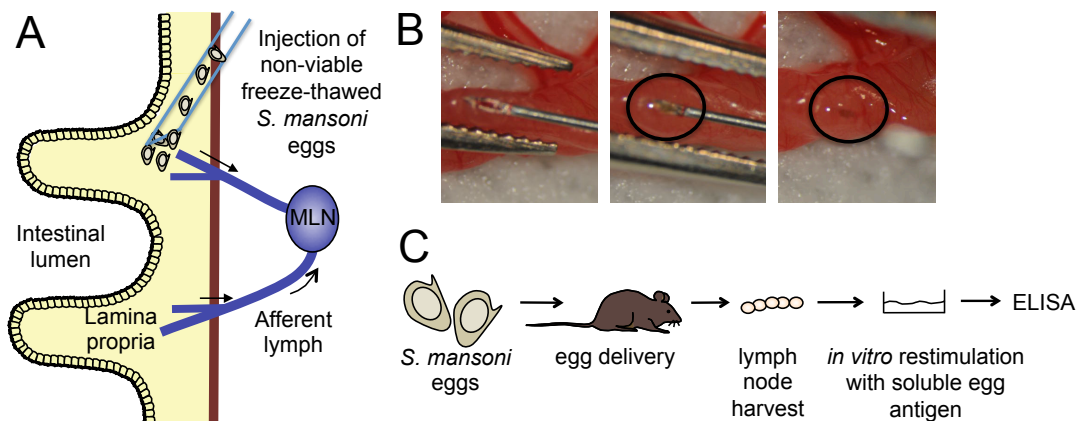 A
Injection of
non-viable
freeze-thawed
S. mansoni
eggs
MLN
Intestinal
lumen
Lamina
propria
Afferent
lymph
B
C
S. mansoni
eggs
egg delivery
lymph
node
harvest
in vitro restimulation
with soluble egg
antigen
ELISA